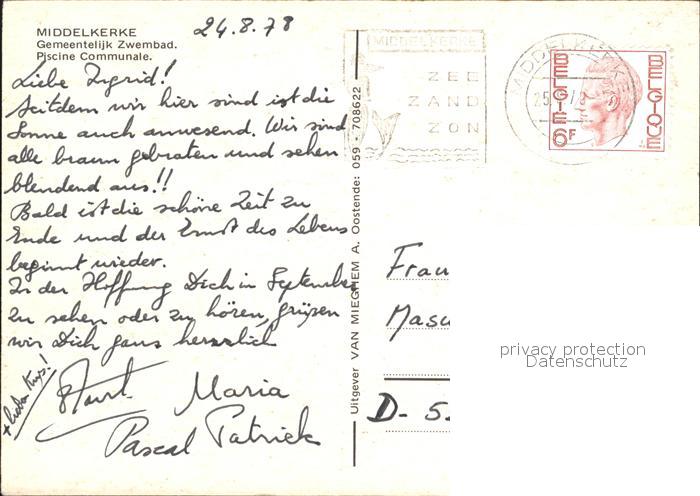 MIDDELKERKE
Gemeentelijk Zwembad.
Piscine Communale.
24.8.78
Liebe Ingrid!
Seitdem wir hier sind ist die
Sonne auch anwesend. Wir sind
alle braun gebraten und sehen
blendend aus!!
Bald ist die schöne Zeit zu
Ende und der Ernst des Lebens
beginnt wieder.
In der Hoffnung Dich in September
zu sehen oder zu hören, grüsen
wir Dich ganz herzlich
Maria
Pascal Patrick
Uitgever VAN MIEGHEM A. Oostende: 059 - 708622
MIDDELKERKE
ZEE
ZAND
ZON
MIDDELKERKE
BELGIE 6F
BELGIQUE
Frau
Masu
D- 5.
privacy protection
Datenschutz